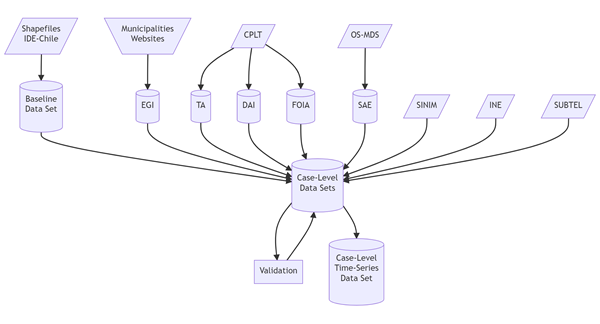 Shapefiles
IDE-Chile
Municipalities
Websites
CPLT
OS-MDS
Baseline
Data Set
EGI
TA
DAI
FOIA
SAE
SINIM
INE
SUBTEL
Case-Level
Data Sets
Validation
Case-Level
Time-Series
Data Set